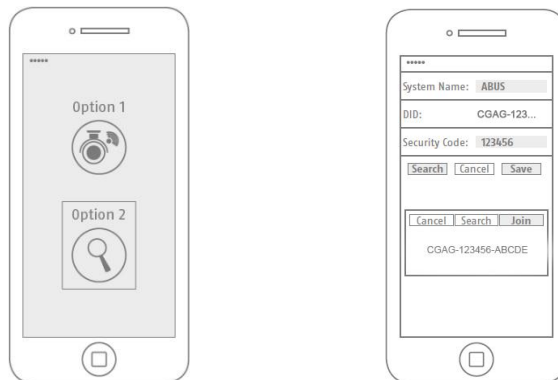 Option 1
Option 2
System Name: ABUS
DID: CGAG-123...
Security Code: 123456
Search Cancel Save
Cancel Search Join
CGAG-123456-ABCDE